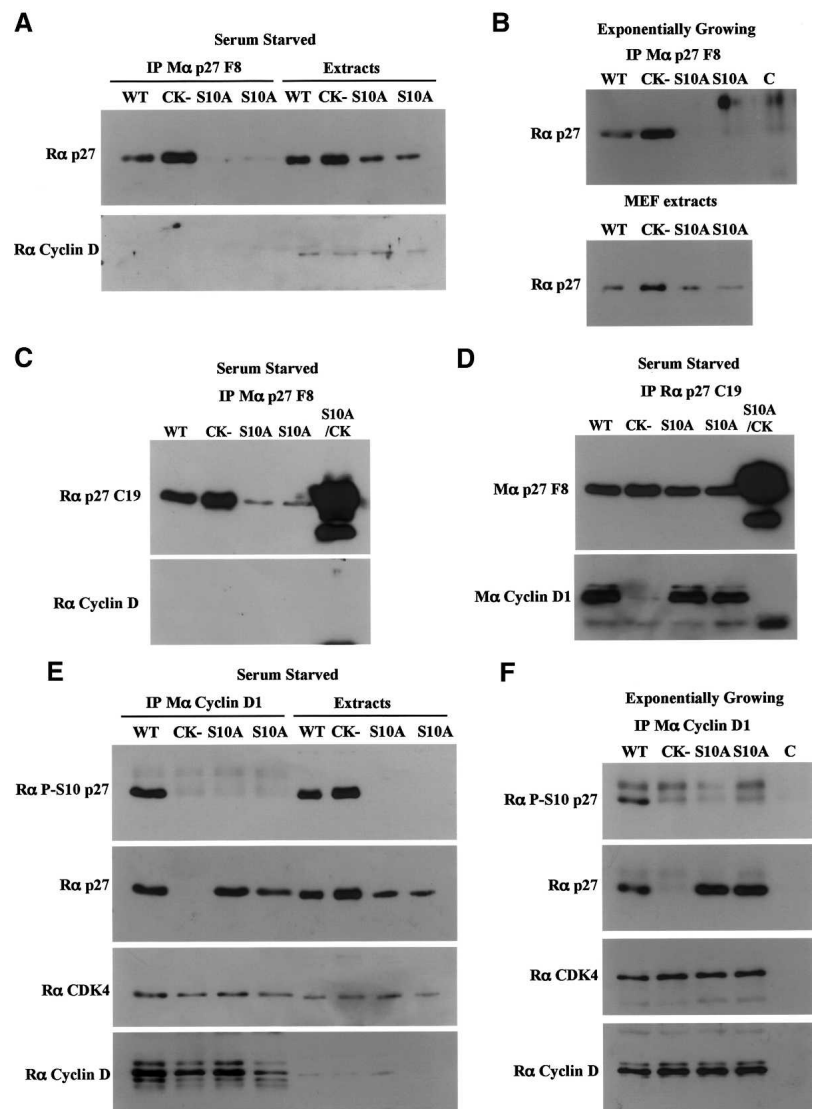 A
Serum Starved
IP Mα p27 F8 Extracts
WT CK- S10A S10A WT CK- S10A S10A
Rα p27
Rα Cyclin D
B
Exponentially Growing
IP Mα p27 F8
WT CK- S10A S10A C
Rα p27
MEF extracts
WT CK- S10A S10A
Rα p27
C
Serum Starved
IP Mα p27 F8
WT CK- S10A S10A S10A
/CK
Rα p27 C19
Rα Cyclin D
D
Serum Starved
IP Rα p27 C19
WT CK- S10A S10A S10A
/CK
Mα p27 F8
Mα Cyclin D1
E
Serum Starved
IP Mα Cyclin D1 Extracts
WT CK- S10A S10A WT CK- S10A S10A
Rα P-S10 p27
Rα p27
Rα CDK4
Rα Cyclin D
F
Exponentially Growing
IP Mα Cyclin D1
WT CK- S10A S10A C
Rα P-S10 p27
Rα p27
Rα CDK4
Rα Cyclin D